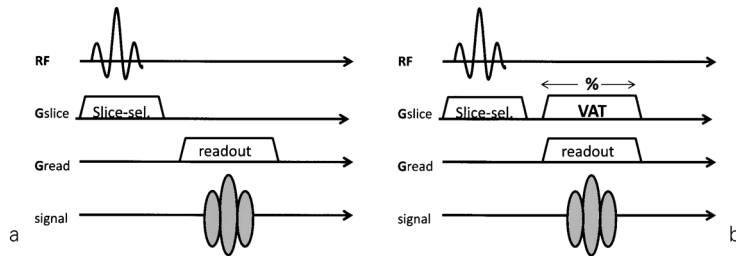 RF
Gslice Slice-sel.
Gread readout
signal
a
RF
%
Gslice Slice-sel. VAT
Gread readout
signal
b